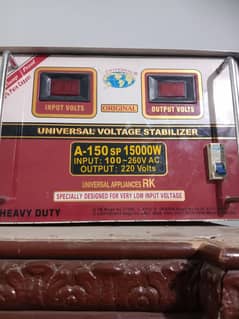 INPUT VOLTS
ORIGINAL
OUTPUT VOLTS
UNIVERSAL VOLTAGE STABILIZER
A-150 SP 15000W
INPUT: 100-260V AC.
OUTPUT: 220 Volts
UNIVERSAL APPLIANCES RK
SPECIALLY DESIGNED FOR VERY LOW INPUT VOLTAGE
HEAVY DUTY